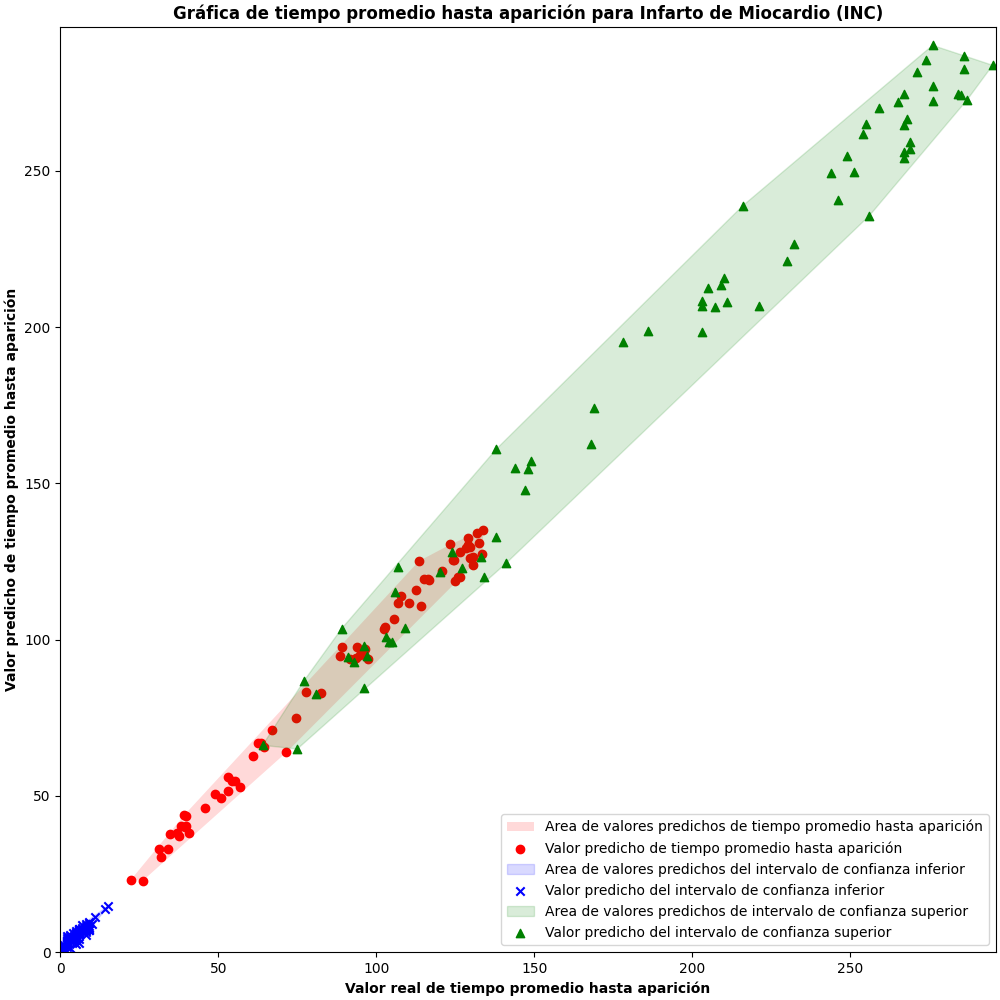 Gráfica de tiempo promedio hasta aparición para Infarto de Miocardio (INC)
Valor predicho de tiempo promedio hasta aparición
250
200
150
100
50
0
0 50 100 150 200 250
Valor real de tiempo promedio hasta aparición
Area de valores predichos de tiempo promedio hasta aparición
Valor predicho de tiempo promedio hasta aparición
Area de valores predichos del intervalo de confianza inferior
Valor predicho del intervalo de confianza inferior
Area de valores predichos de intervalo de confianza superior
Valor predicho del intervalo de confianza superior